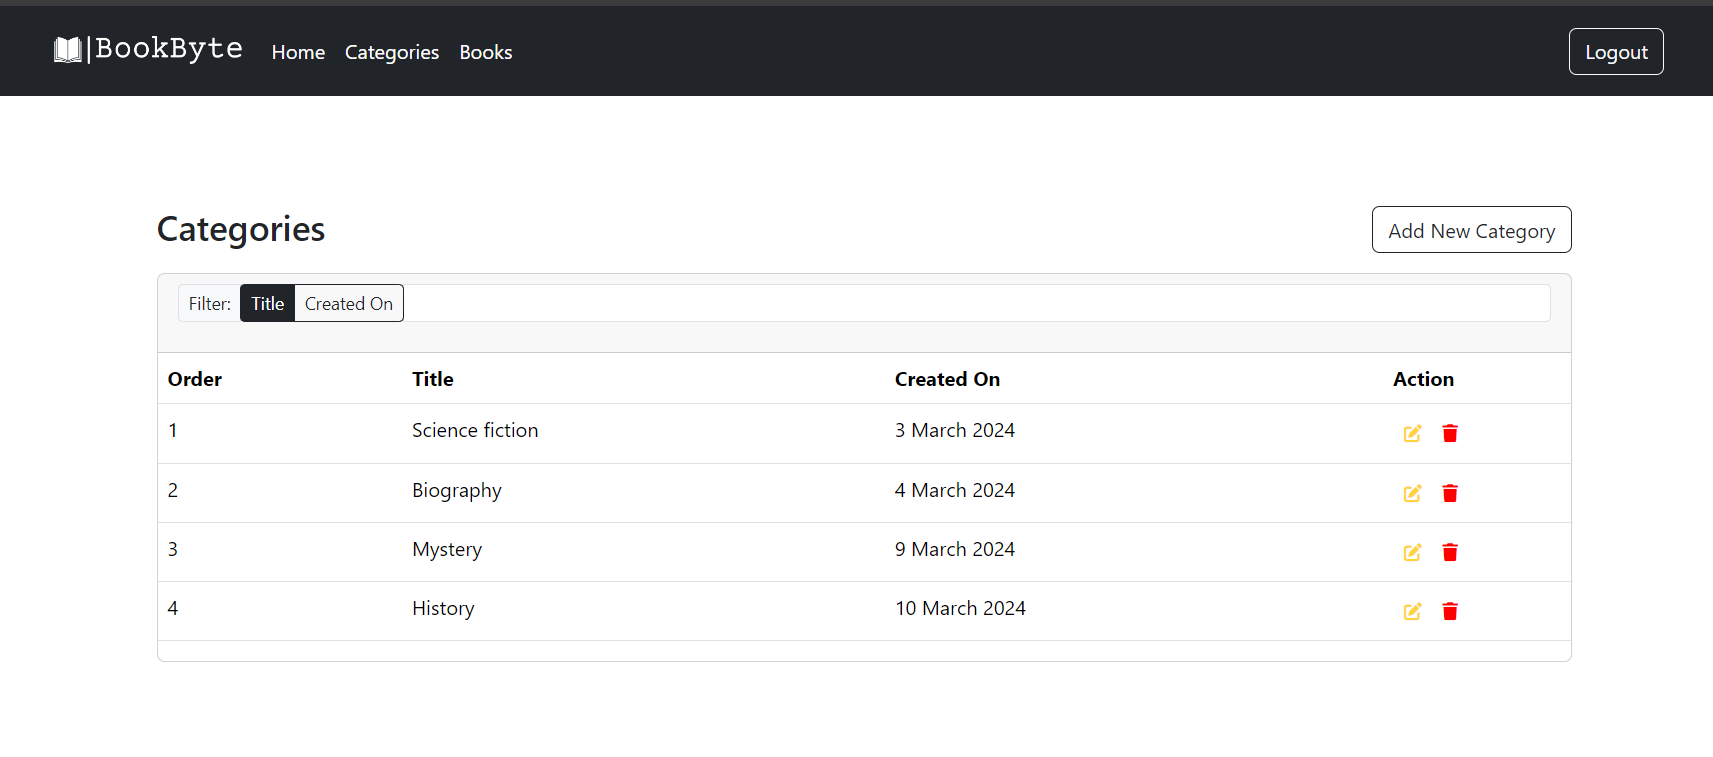 |BookByte Home Categories Books Logout
Categories Add New Category
Filter: Title Created On
Order Title Created On Action
1 Science fiction 3 March 2024
2 Biography 4 March 2024
3 Mystery 9 March 2024
4 History 10 March 2024